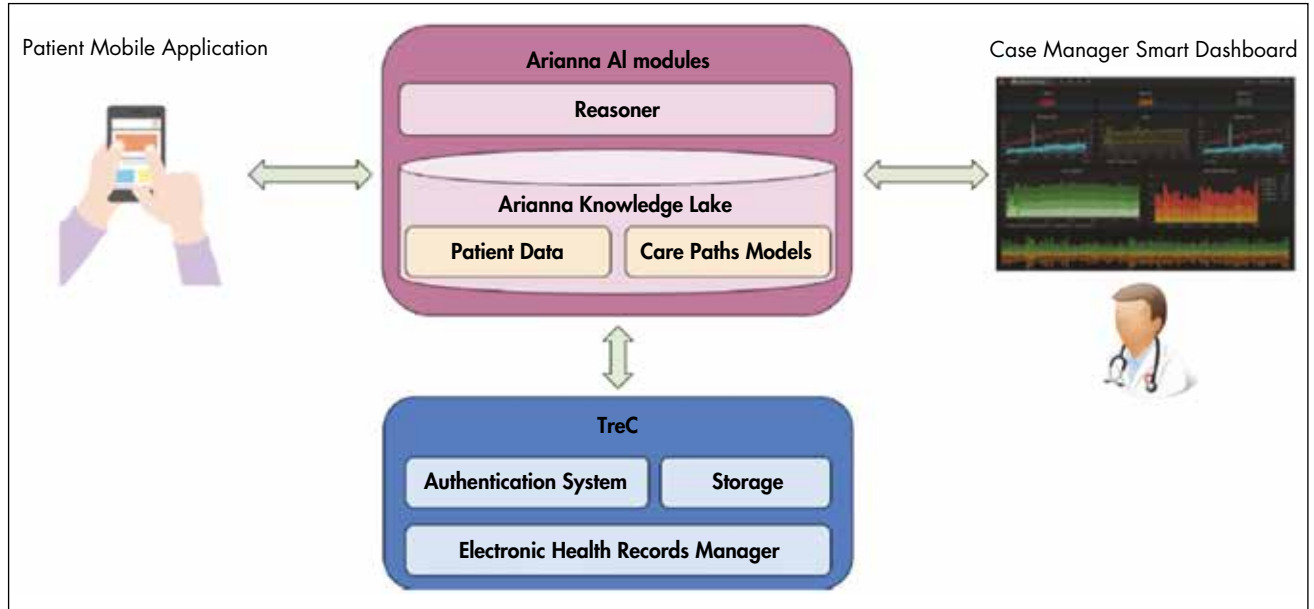 Patient Mobile Application
Arianna Al modules
Case Manager Smart Dashboard
Reasoner
Arianna Knowledge Lake
Patient Data
Care Paths Models
TreC
Authentication System
Storage
Electronic Health Records Manager